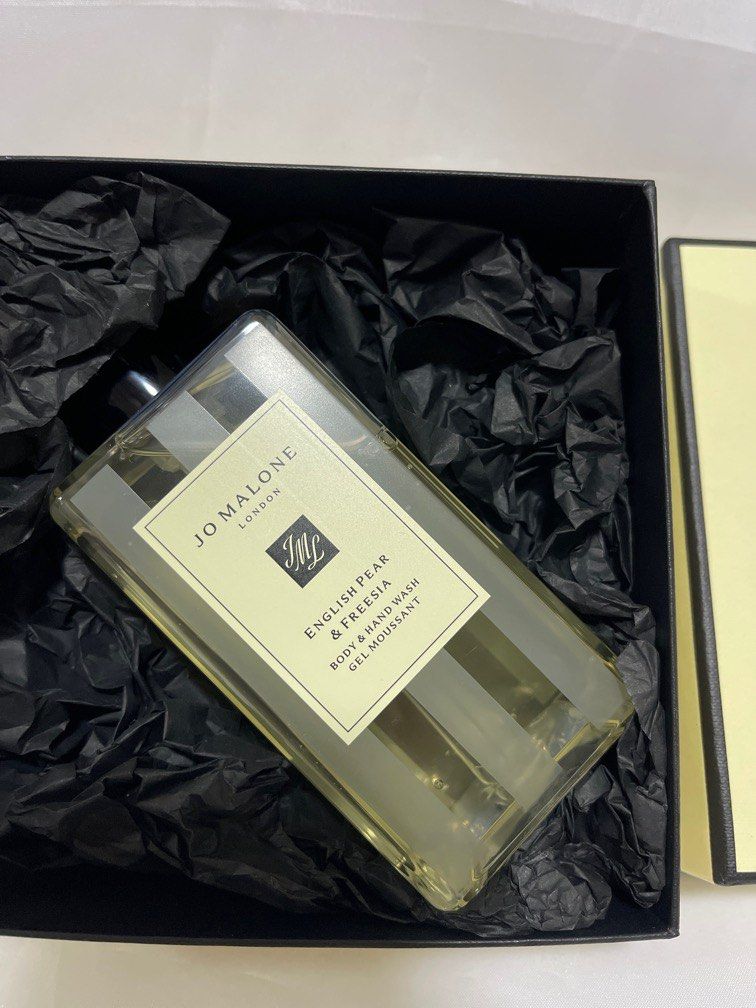 JO MALONE
LONDON
JML
ENGLISH PEAR
& FREESIA
BODY & HAND WASH
GEL MOUSSANT